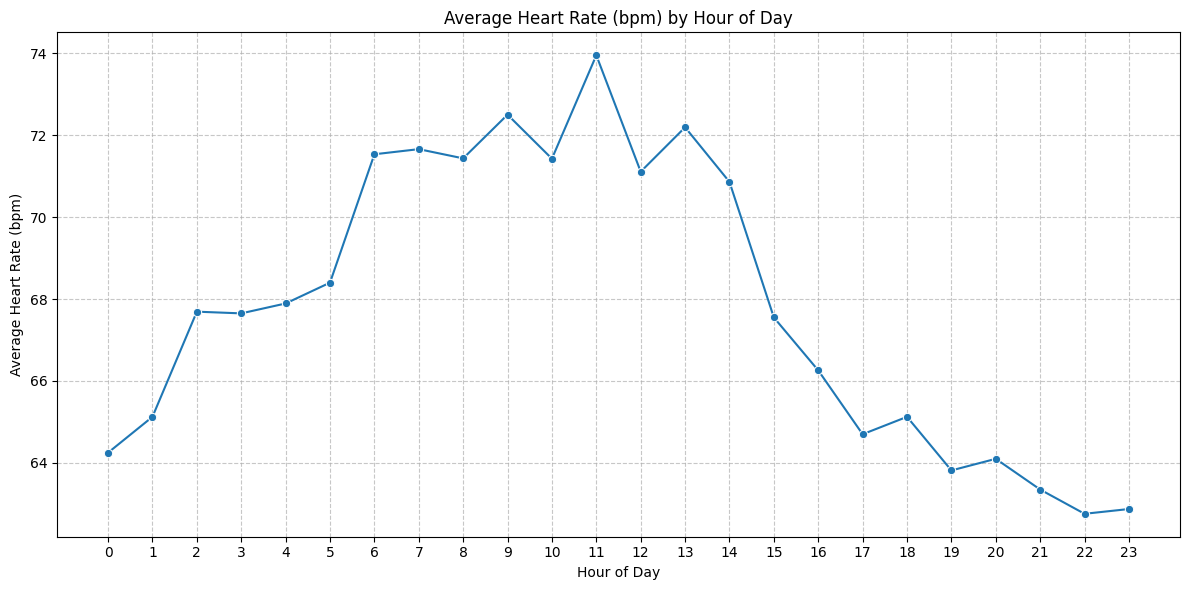 Average Heart Rate (bpm) by Hour of Day
Average Heart Rate (bpm)
74
72
70
68
66
64
0 1 2 3 4 5 6 7 8 9 10 11 12 13 14 15 16 17 18 19 20 21 22 23
Hour of Day